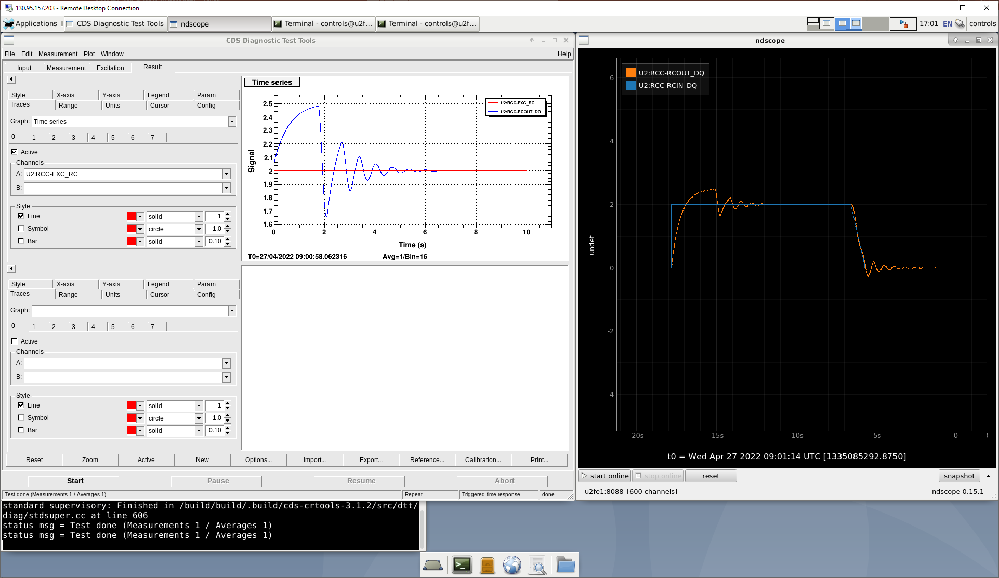 130.95.157.203 - Remote Desktop Connection
Applications
CDS Diagnostic Test Tools
ndscope
Terminal - controls@u2f...
Terminal - controls@u2f...
17:01
EN
controls
CDS Diagnostic Test Tools
File Edit Measurement Plot Window Help
Input Measurement Excitation Result
Style X-axis Y-axis Legend Param
Traces Range Units Cursor Config
Graph: Time series
0 1 2 3 4 5 6 7
Active
Channels
A: U2:RCC-EXC_RC
B:
Style
Line solid 1
Symbol circle 1.0
Bar solid 0.10
Style X-axis Y-axis Legend Param
Traces Range Units Cursor Config
Graph:
0 1 2 3 4 5 6 7
Active
Channels
A:
B:
Style
Line solid 1
Symbol circle 1.0
Bar solid 0.10
Time series
U2:RCC-EXC_RC
U2:RCC-RCOUT_DQ
Signal
2.5
2.4
2.3
2.2
2.1
2
1.9
1.8
1.7
1.6
0 2 4 6 8 10
Time (s)
T0=27/04/2022 09:00:58.062316 Avg=1/Bin=16
Reset Zoom Active New Options... Import... Export... Reference... Calibration... Print...
Start Pause Resume Abort
Test done (Measurements 1 / Averages 1) Repeat Triggered time response done
standard supervisory: Finished in /build/build/.build/cds-crtools-3.1.2/src/dtt/
diag/stdsuper.cc at line 606
status msg = Test done (Measurements 1 / Averages 1)
status msg = Test done (Measurements 1 / Averages 1)
ndscope
U2:RCC-RCOUT_DQ
U2:RCC-RCIN_DQ
undef
6
4
2
0
-2
-4
-20s -15s -10s -5s 0
t0 = Wed Apr 27 2022 09:01:14 UTC [1335085292.8750]
start online stop online reset snapshot
u2fe1:8088 [600 channels] ndscope 0.15.1